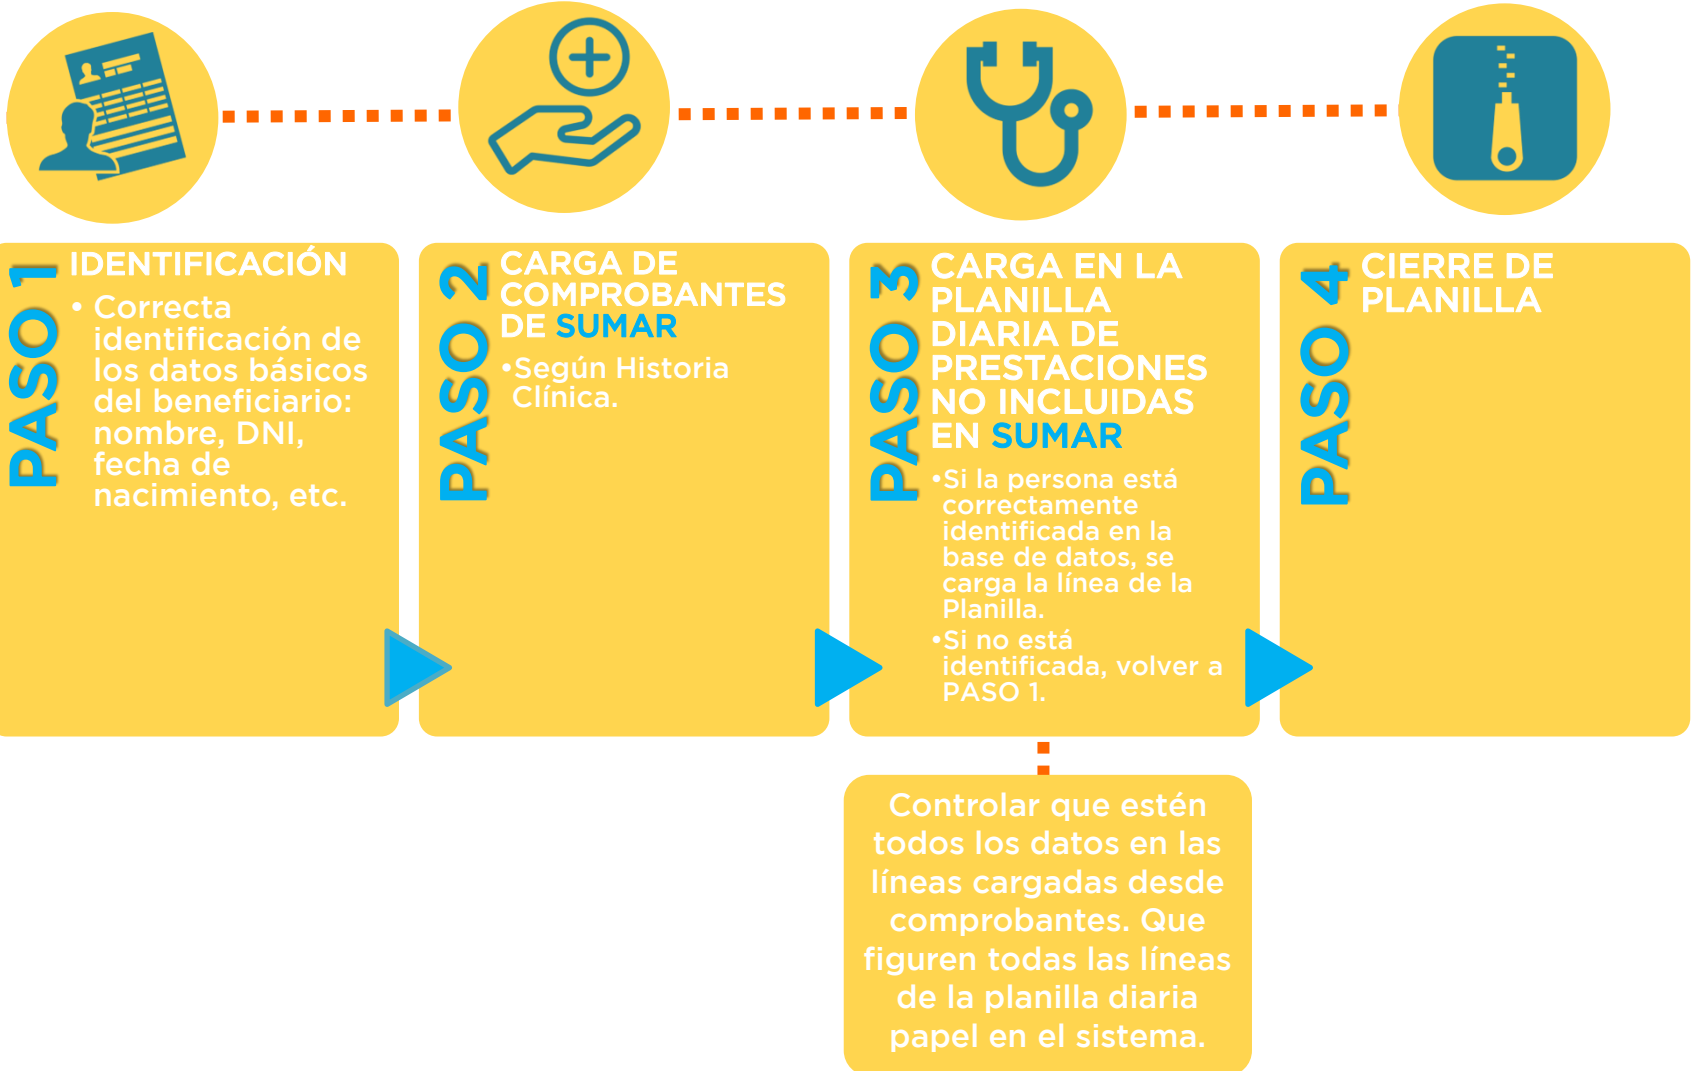 PASO 1
IDENTIFICACIÓN
• Correcta
identificación de
los datos básicos
del beneficiario:
nombre, DNI,
fecha de
nacimiento, etc.
PASO 2
CARGA DE
COMPROBANTES
DE SUMAR
•Según Historia
Clínica.
PASO 3
CARGA EN LA
PLANILLA
DIARIA DE
PRESTACIONES
NO INCLUIDAS
EN SUMAR
•Si la persona está
correctamente
identificada en la
base de datos, se
carga la línea de la
Planilla.
•Si no está
identificada, volver a
PASO 1.
PASO 4
CIERRE DE
PLANILLA
Controlar que estén
todos los datos en las
líneas cargadas desde
comprobantes. Que
figuren todas las líneas
de la planilla diaria
papel en el sistema.